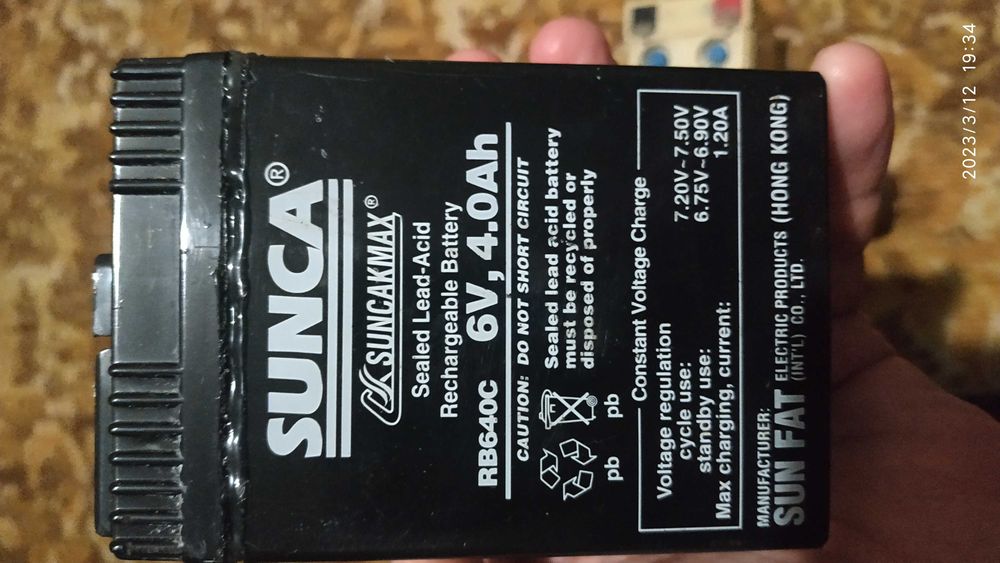 SUNCA®
SUNCAKMAX®
Sealed Lead-Acid
Rechargeable Battery
RB640C 6V, 4.0Ah
CAUTION: DO NOT SHORT CIRCUIT
Sealed lead acid battery
must be recycled or
disposed of properly
pb pb
Constant Voltage Charge
Voltage regulation
cycle use: 7.20V~7.50V
standby use: 6.75V~6.90V
Max charging, current: 1.20A
MANUFACTURER:
SUN FAT ELECTRIC PRODUCTS (HONG KONG)
(INT'L) CO., LTD.
2023/3/12 19:34